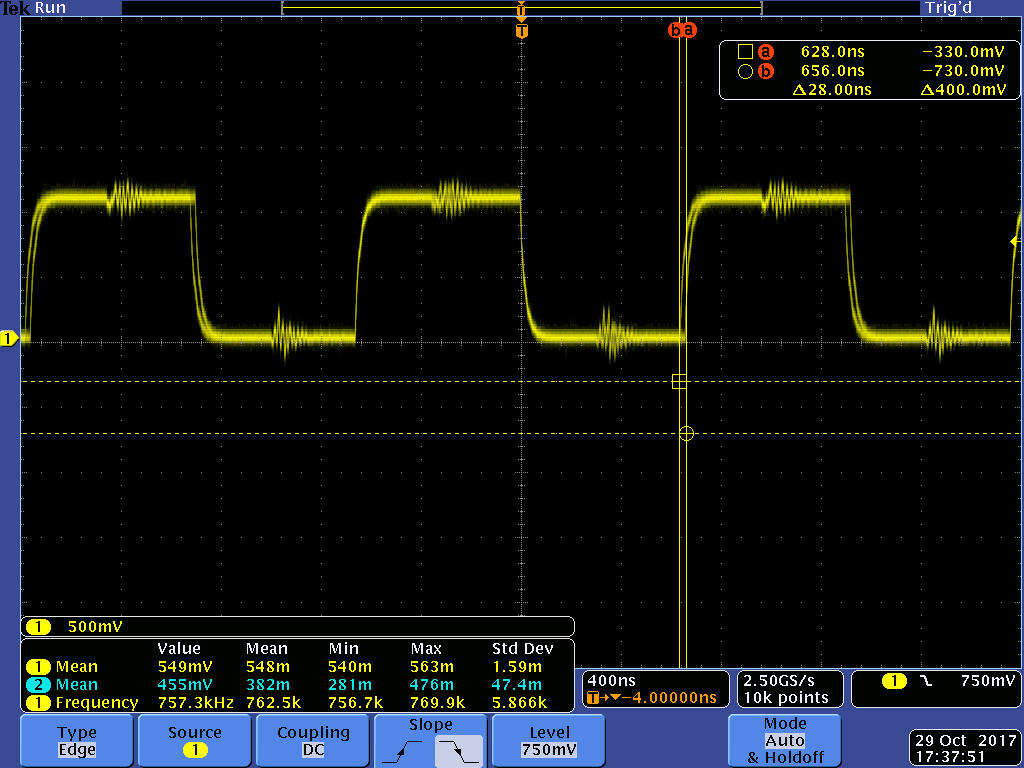 Tek Run Trig'd
T
T
b a
a 628.0ns −330.0mV
b 656.0ns −730.0mV
Δ28.00ns Δ400.0mV
1
1 500mV
Value Mean Min Max Std Dev
1 Mean 549mV 548m 540m 563m 1.59m
2 Mean 455mV 382m 281m 476m 47.4m
1 Frequency 757.3kHz 762.5k 756.7k 769.9k 5.866k
400ns
T→▼−4.00000ns
2.50GS/s
10k points
1 750mV
Type
Edge
Source
1
Coupling
DC
Slope
Level
750mV
Mode
Auto
& Holdoff
29 Oct 2017
17:37:51